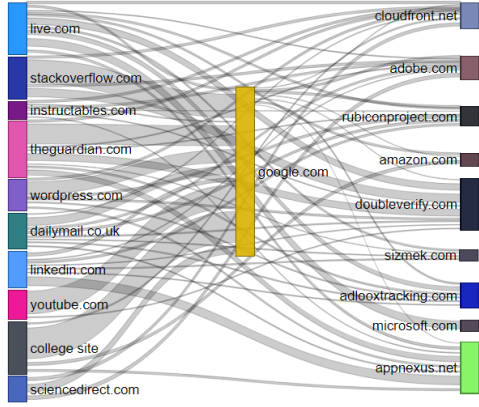 live.com
stackoverflow.com
instructables.com
theguardian.com
wordpress.com
dailymail.co.uk
linkedin.com
youtube.com
college site
sciencedirect.com
google.com
cloudfront.net
adobe.com
rubiconproject.com
amazon.com
doubleverify.com
sizmek.com
adlooxtracking.com
microsoft.com
appnexus.net